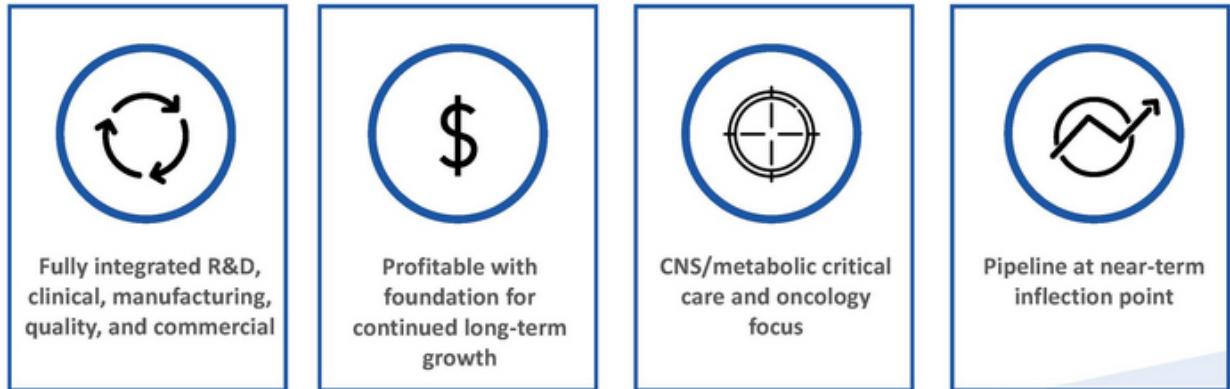 Fully integrated R&D,
clinical, manufacturing,
quality, and commercial
$
Profitable with
foundation for
continued long-term
growth
CNS/metabolic critical
care and oncology
focus
Pipeline at near-term
inflection point